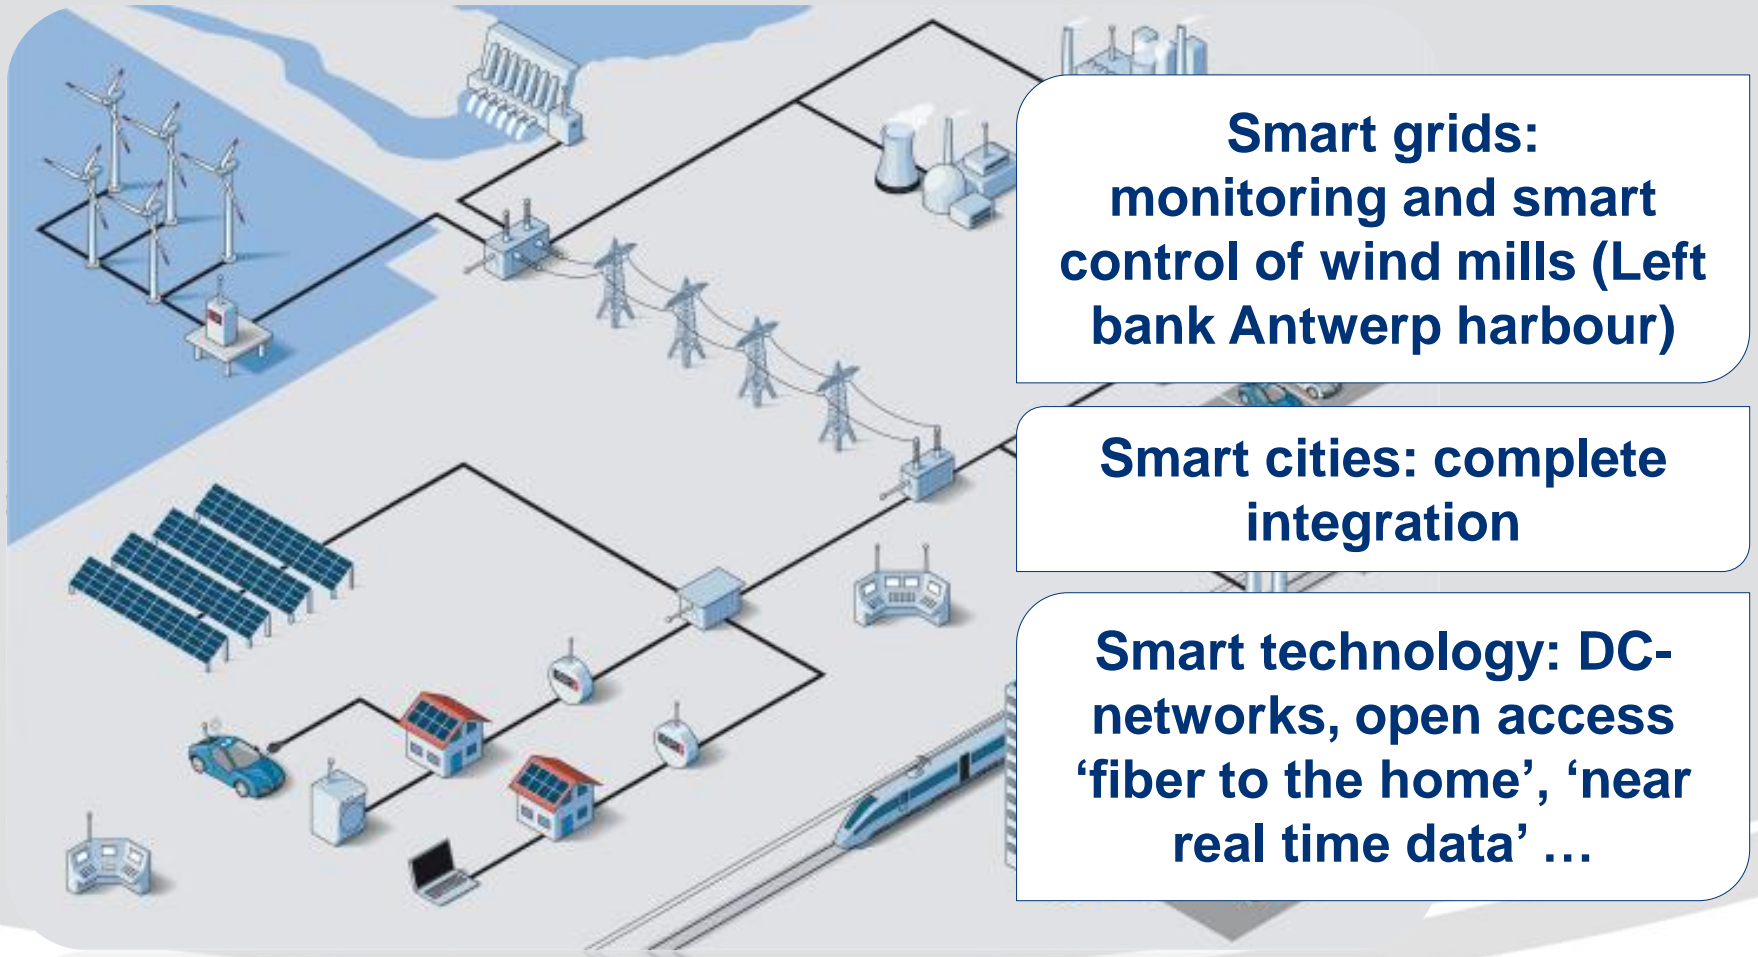 Smart grids:
monitoring and smart
control of wind mills (Left
bank Antwerp harbour)
Smart cities: complete
integration
Smart technology: DC-
networks, open access
‘fiber to the home’, ‘near
real time data’ …